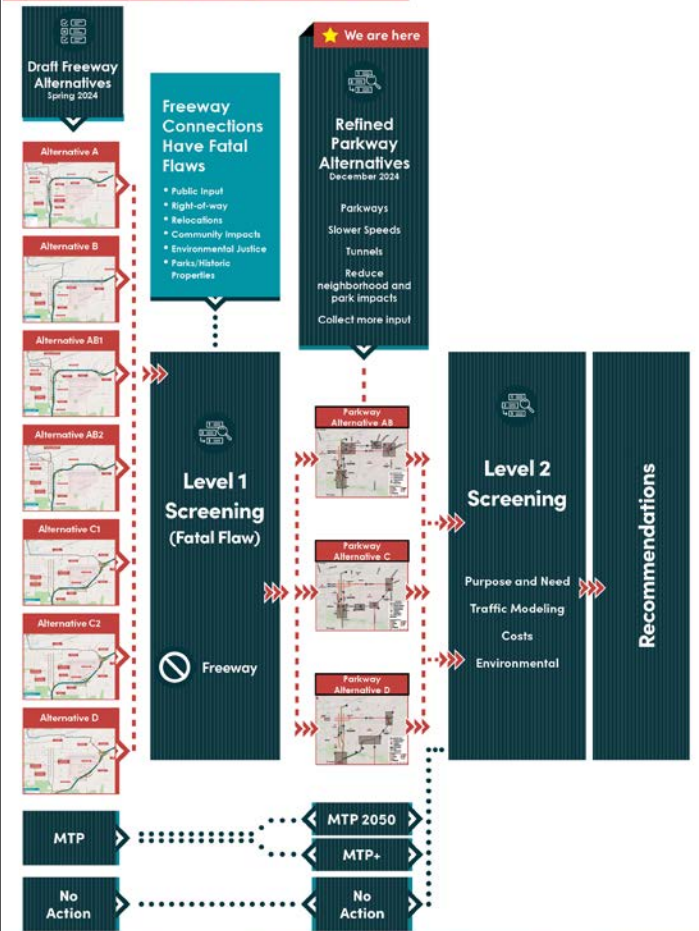 Draft Freeway
Alternatives
Spring 2024
Alternative A
Alternative B
Alternative AB1
Alternative AB2
Alternative C1
Alternative C2
Alternative D
MTP
No
Action
Freeway
Connections
Have Fatal
Flaws
• Public Input
• Right-of-way
• Relocations
• Community Impacts
• Environmental Justice
• Parks/Historic
Properties
Level 1
Screening
(Fatal Flaw)
Freeway
We are here
Refined
Parkway
Alternatives
December 2024
Parkways
Slower Speeds
Tunnels
Reduce
neighborhood and
park impacts
Collect more input
Parkway
Alternative AB
Parkway
Alternative C
Parkway
Alternative D
MTP 2050
MTP+
No
Action
Level 2
Screening
Purpose and Need
Traffic Modeling
Costs
Environmental
Recommendations